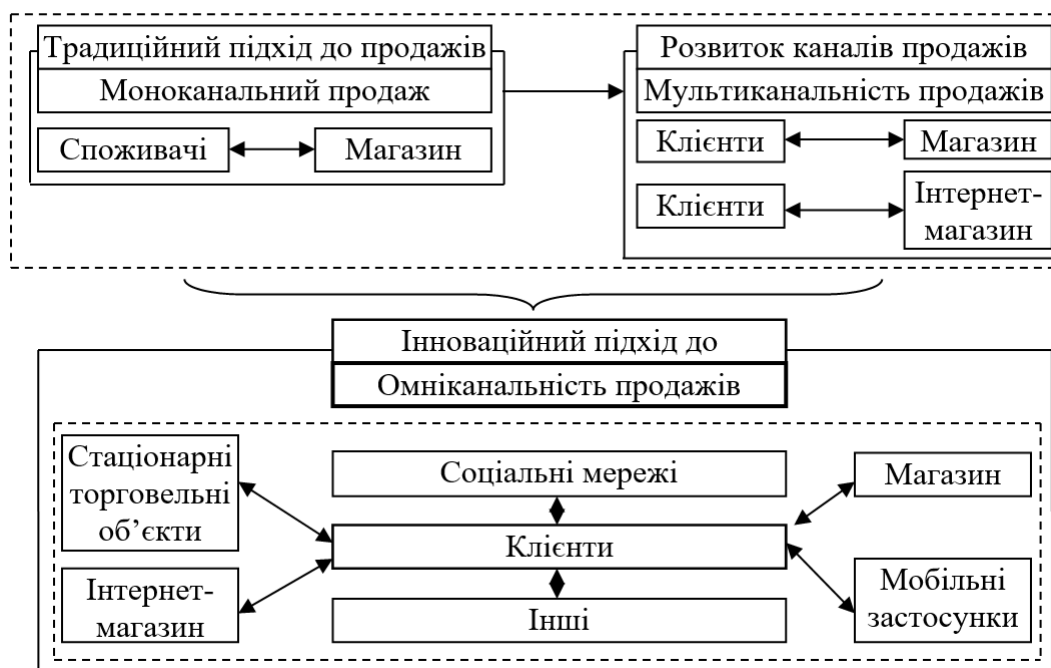 Традиційний підхід до продажів
Моноканальний продаж
Споживачі
Магазин
Розвиток каналів продажів
Мультиканальність продажів
Клієнти
Магазин
Клієнти
Інтернет-
магазин
Інноваційний підхід до
Омніканальність продажів
Стаціонарні
торговельні
об’єкти
Соціальні мережі
Магазин
Клієнти
Інтернет-
магазин
Інші
Мобільні
застосунки